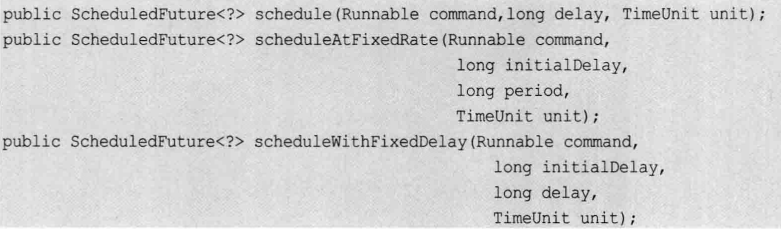 public ScheduledFuture<?> schedule(Runnable command,long delay, TimeUnit unit);
public ScheduledFuture<?> scheduleAtFixedRate(Runnable command,
long initialDelay,
long period,
TimeUnit unit);
public ScheduledFuture<?> scheduleWithFixedDelay(Runnable command,
long initialDelay,
long delay,
TimeUnit unit);